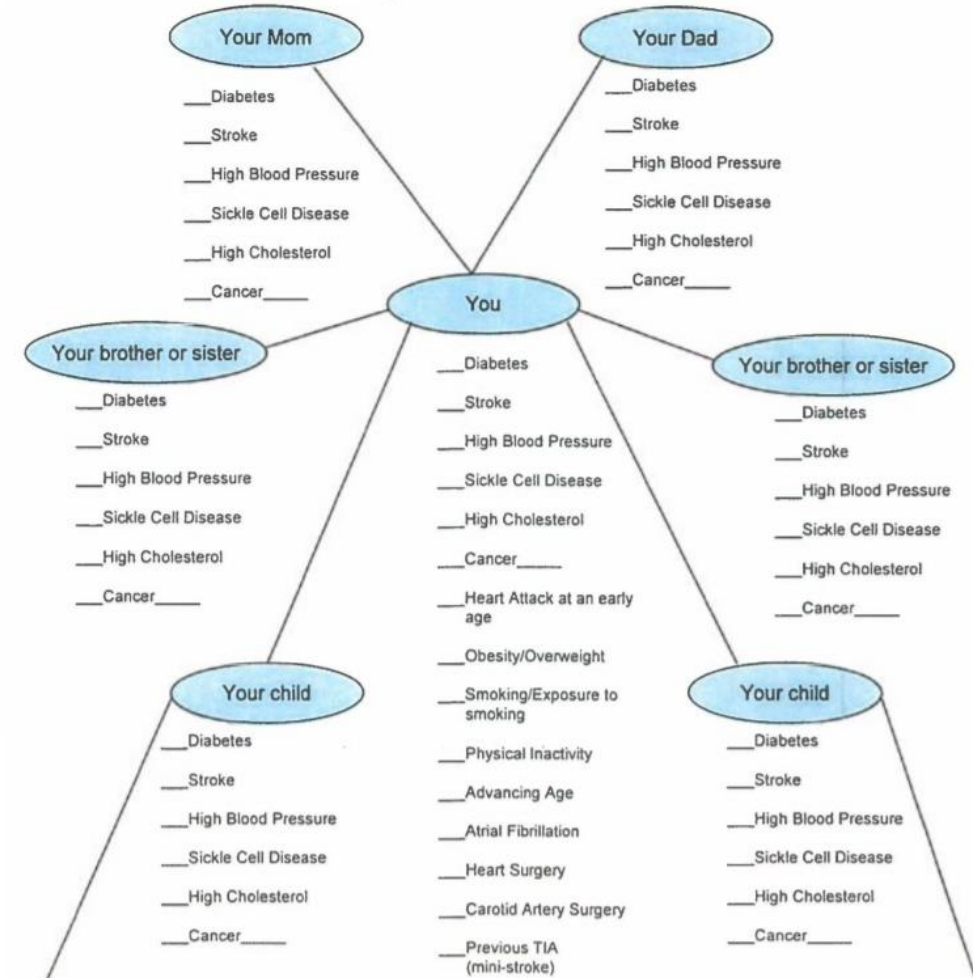 Your Mom
___Diabetes
___Stroke
___High Blood Pressure
___Sickle Cell Disease
___High Cholesterol
___Cancer_____
Your Dad
___Diabetes
___Stroke
___High Blood Pressure
___Sickle Cell Disease
___High Cholesterol
___Cancer_____
Your brother or sister
___Diabetes
___Stroke
___High Blood Pressure
___Sickle Cell Disease
___High Cholesterol
___Cancer_____
You
___Diabetes
___Stroke
___High Blood Pressure
___Sickle Cell Disease
___High Cholesterol
___Cancer_____
___Heart Attack at an early
age
___Obesity/Overweight
___Smoking/Exposure to
smoking
___Physical Inactivity
___Advancing Age
___Atrial Fibrillation
___Heart Surgery
___Carotid Artery Surgery
___Previous TIA
(mini-stroke)
Your brother or sister
___Diabetes
___Stroke
___High Blood Pressure
___Sickle Cell Disease
___High Cholesterol
___Cancer_____
Your child
___Diabetes
___Stroke
___High Blood Pressure
___Sickle Cell Disease
___High Cholesterol
___Cancer_____
Your child
___Diabetes
___Stroke
___High Blood Pressure
___Sickle Cell Disease
___High Cholesterol
___Cancer_____